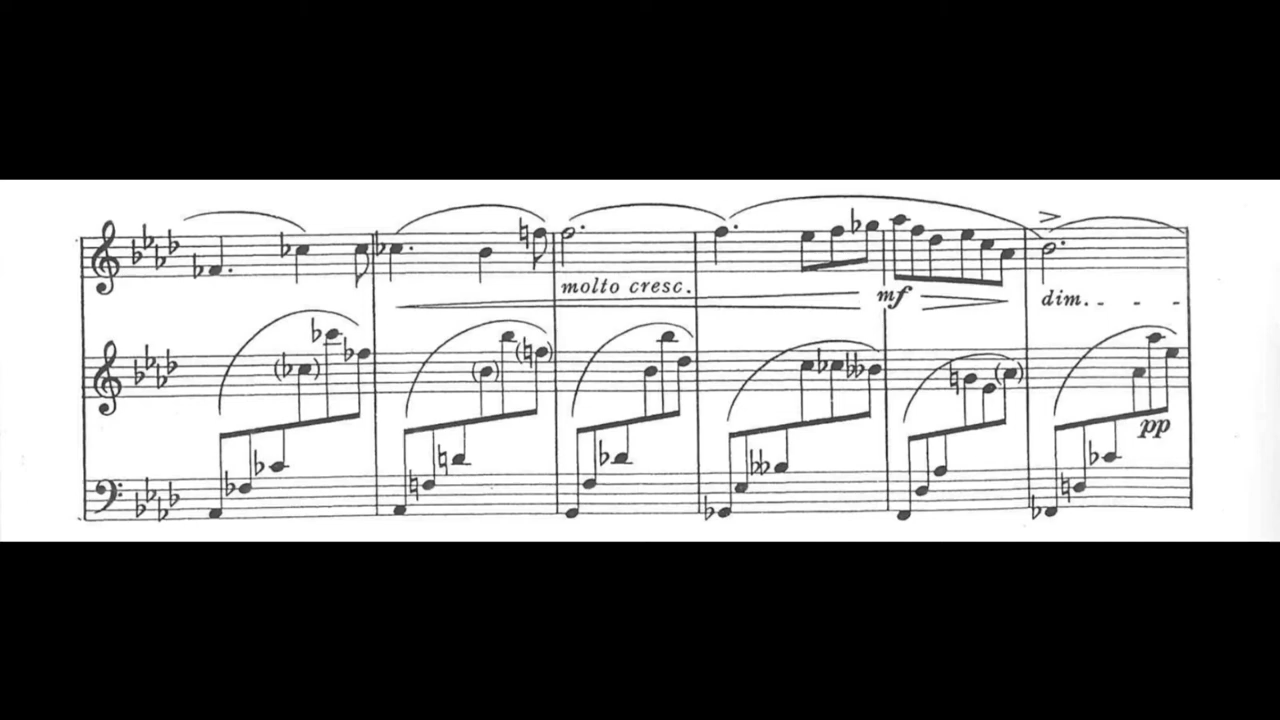 molto cresc.
mf
dim. - - -
pp